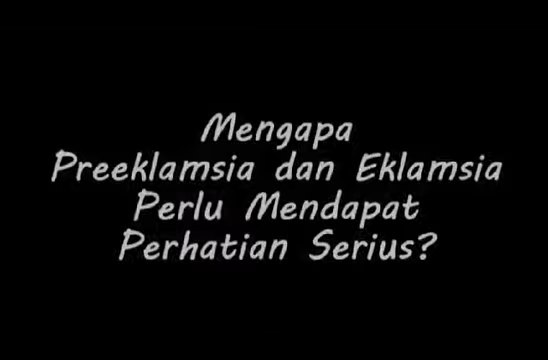 Mengapa
Preeklamsia dan Eklamsia
Perlu Mendapat
Perhatian Serius?